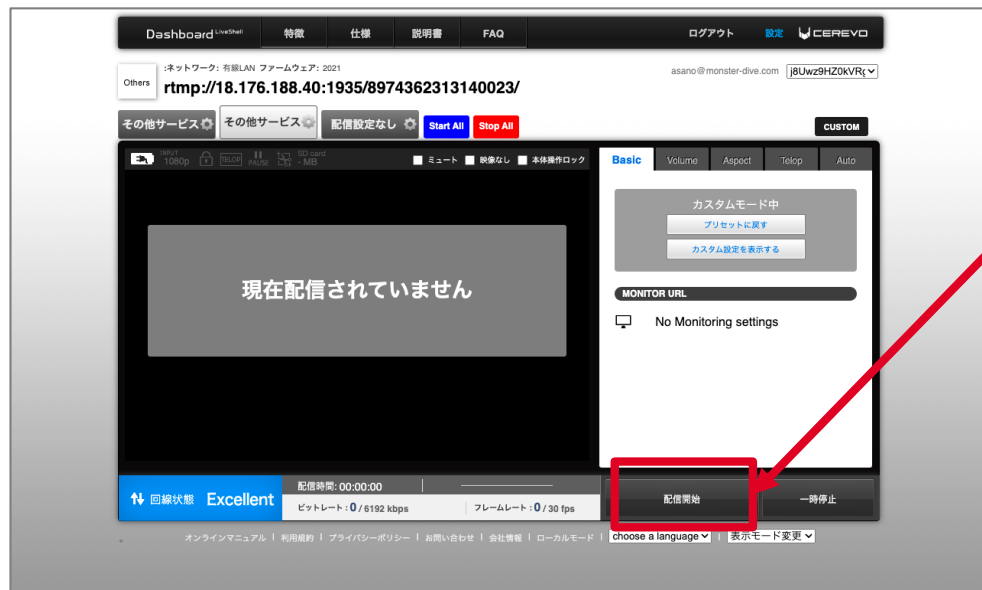 Dashboard LiveShell 特徴 仕様 説明書 FAQ ログアウト 設定 CEREVO
:ネットワーク: 有線LAN ファームウェア: 2021
Others
rtmp://18.176.188.40:1935/8974362313140023/
asano@monster-dive.com
その他サービス その他サービス 配信設定なし Start All Stop All CUSTOM
INPUT 1080p TELOP PAUSE SD card - MB ミュート 映像なし 本体操作ロック
Basic Volume Aspect Telop Auto
カスタムモード中
プリセットに戻す
カスタム設定を表示する
現在配信されていません
MONITOR URL
No Monitoring settings
回線状態 Excellent
配信時間: 00:00:00
ビットレート : 0 / 6192 kbps フレームレート : 0 / 30 fps
配信開始 一時停止
オンラインマニュアル | 利用規約 | プライバシーポリシー | お問い合わせ | 会社情報 | ローカルモード | choose a language | 表示モード変更